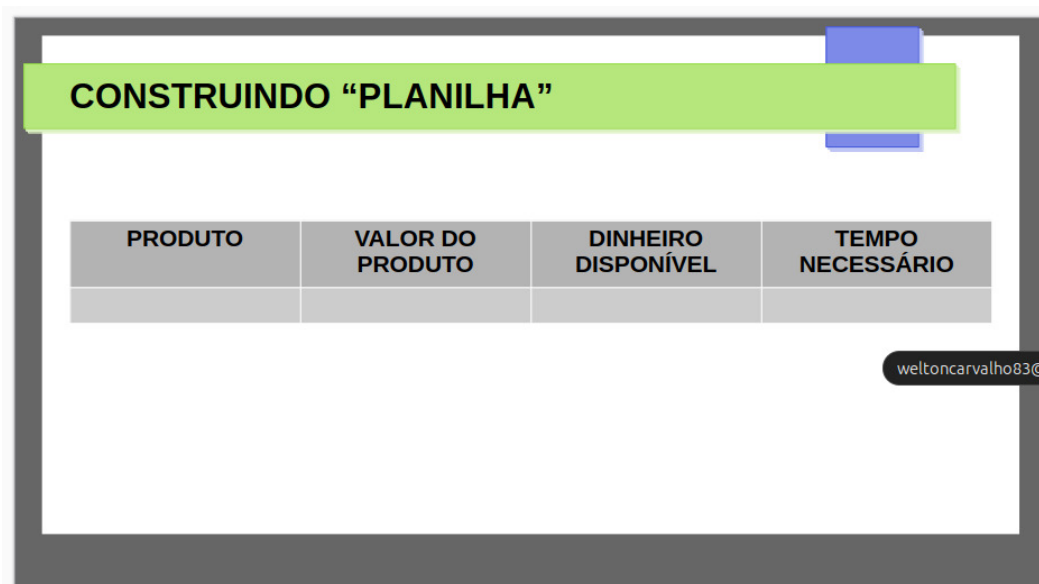 CONSTRUINDO “PLANILHA”
PRODUTO
VALOR DO
PRODUTO
DINHEIRO
DISPONÍVEL
TEMPO
NECESSÁRIO
weltoncarvalho83@